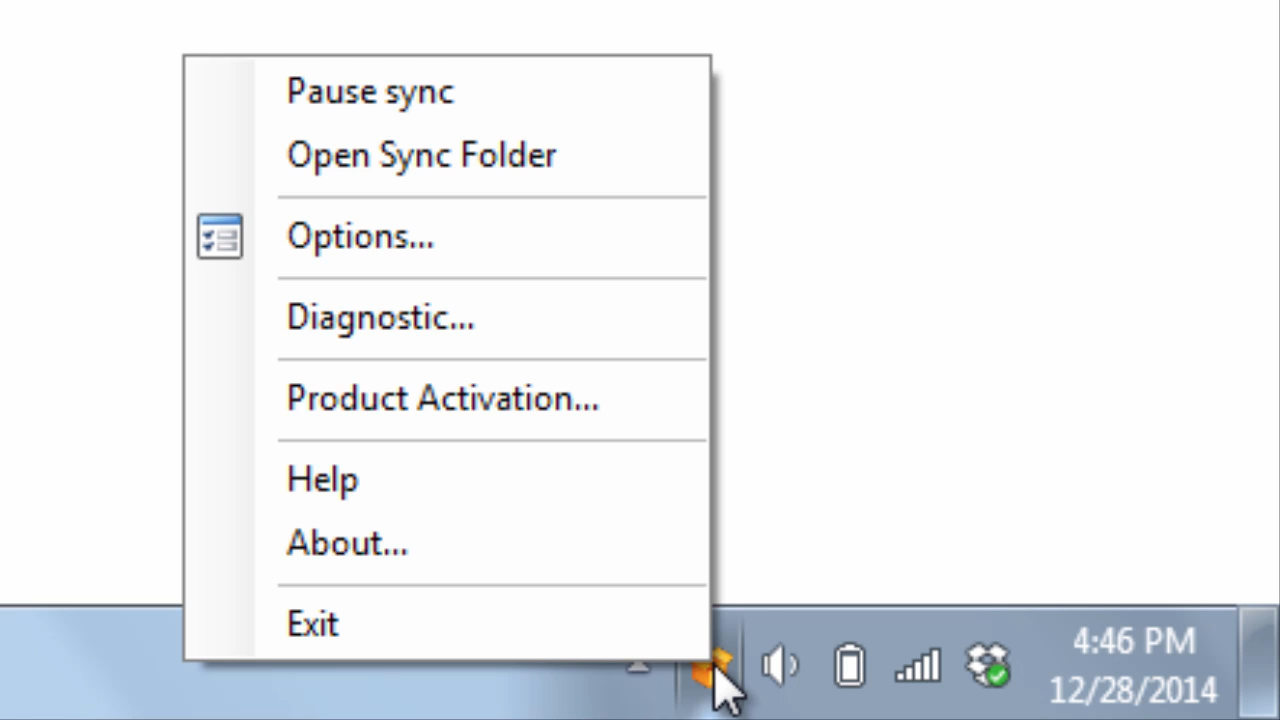 Pause sync
Open Sync Folder
Options...
Diagnostic...
Product Activation...
Help
About...
Exit
4:46 PM
12/28/2014